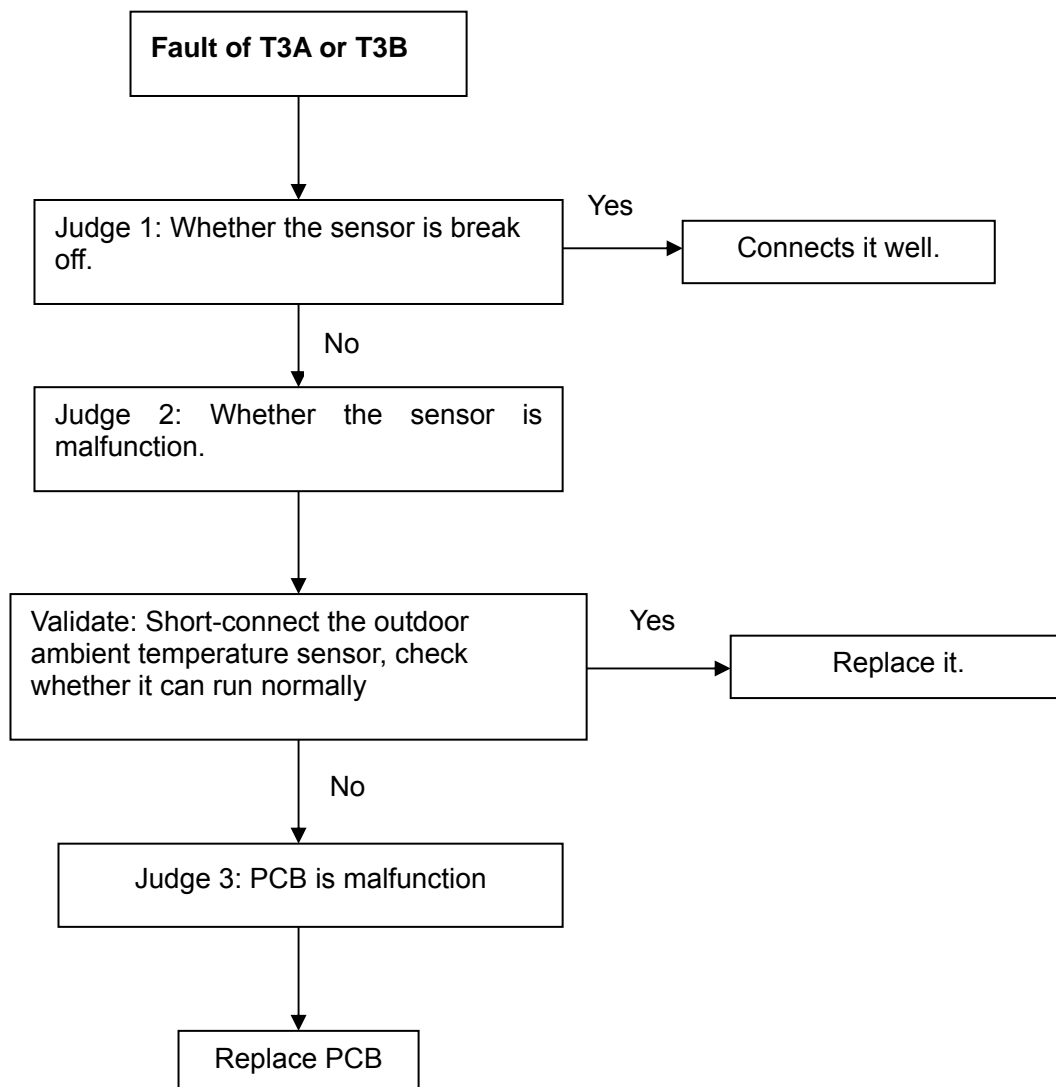 Fault of T3A or T3B
Judge 1: Whether the sensor is break
off.
Yes
Connects it well.
No
Judge 2: Whether the sensor is
malfunction.
Validate: Short-connect the outdoor
ambient temperature sensor, check
whether it can run normally
Yes
Replace it.
No
Judge 3: PCB is malfunction
Replace PCB